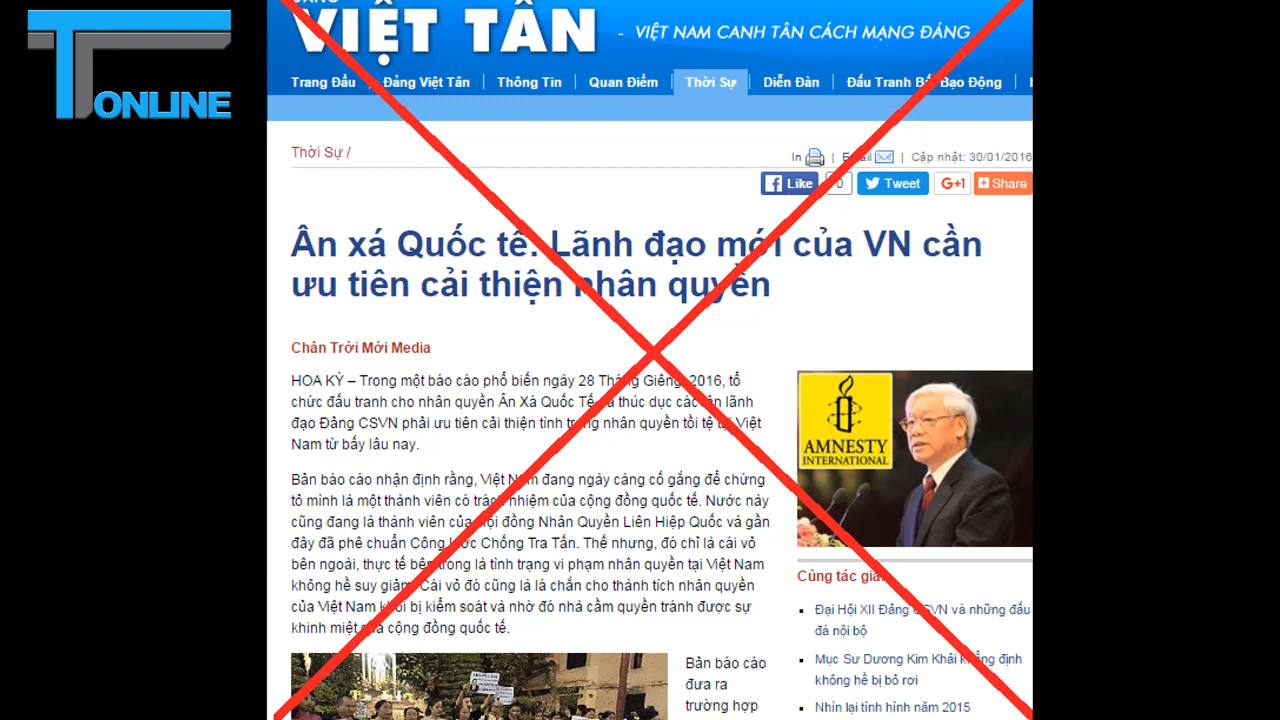 T ONLINE
ĐẢNG
VIỆT TÂN - VIỆT NAM CANH TÂN CÁCH MẠNG ĐẢNG
Trang Đầu Đảng Việt Tân Thông Tin Quan Điểm Thời Sự Diễn Đàn Đấu Tranh Bất Bạo Động
Thời Sự /
In | Email | Cập nhật: 30/01/2016
Like 0 Tweet G+1 Share
Ân xá Quốc tế: Lãnh đạo mới của VN cần
ưu tiên cải thiện nhân quyền
Chân Trời Mới Media
HOA KỲ – Trong một báo cáo phổ biến ngày 28 Tháng Giêng, 2016, tổ
chức đấu tranh cho nhân quyền Ân Xá Quốc Tế đã thúc dục các tên lãnh
đạo Đảng CSVN phải ưu tiên cải thiện tình trạng nhân quyền tồi tệ tại Việt
Nam từ bấy lâu nay.
Bản báo cáo nhận định rằng, Việt Nam đang ngày càng cố gắng để chứng
tỏ mình là một thành viên có trách nhiệm của cộng đồng quốc tế. Nước này
cũng đang là thành viên của Hội đồng Nhân Quyền Liên Hiệp Quốc và gần
đây đã phê chuẩn Công Ước Chống Tra Tấn. Thế nhưng, đó chỉ là cái vỏ
bên ngoài, thực tế bên trong là tình trạng vi phạm nhân quyền tại Việt Nam
không hề suy giảm. Cái vỏ đó cũng là lá chắn cho thành tích nhân quyền
của Việt Nam khỏi bị kiểm soát và nhờ đó nhà cầm quyền tránh được sự
khinh miệt của cộng đồng quốc tế.
Bản báo cáo
đưa ra
trường hợp
AMNESTY
INTERNATIONAL
Cùng tác giả
Đại Hội XII Đảng CSVN và những đấu
đá nội bộ
Mục Sư Dương Kim Khải khẳng định
không hề bị bỏ rơi
Nhìn lại tình hình năm 2015